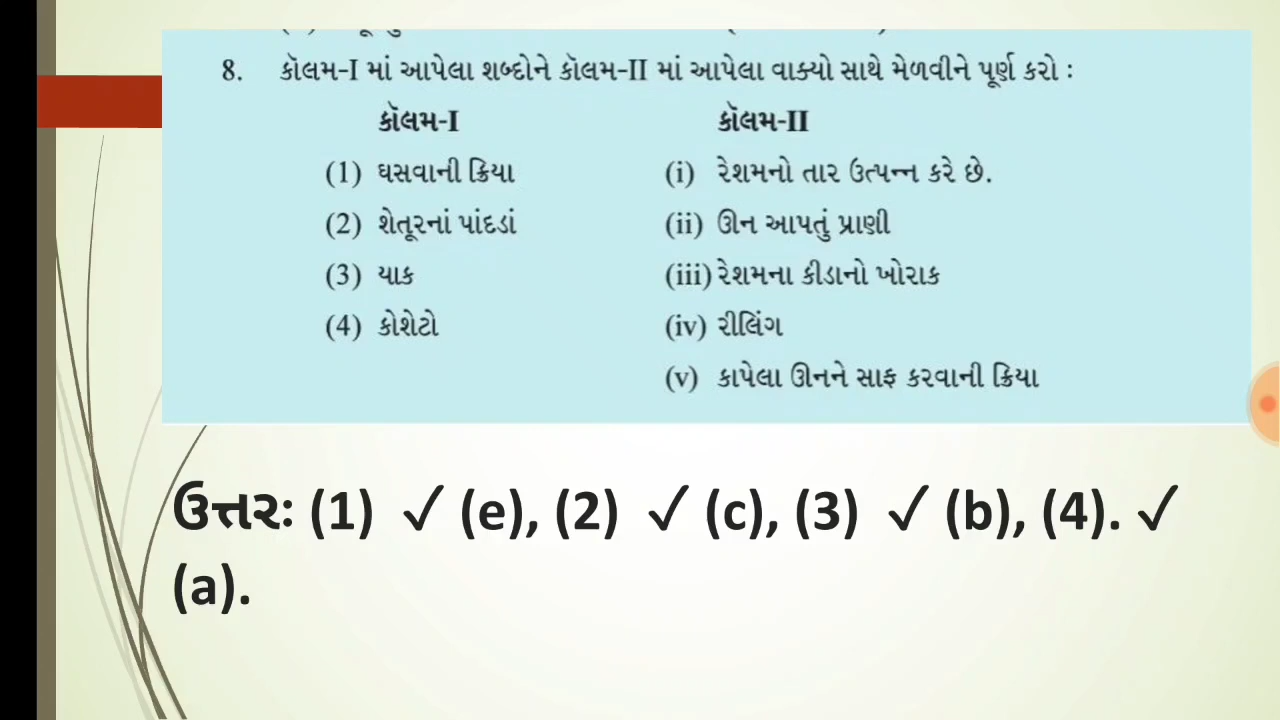 8. કૉલમ-I માં આપેલા શબ્દોને કૉલમ-II માં આપેલા વાક્યો સાથે મેળવીને પૂર્ણ કરો :
કૉલમ-I કૉલમ-II
(1) ઘસવાની ક્રિયા (i) રેશમનો તાર ઉત્પન્ન કરે છે.
(2) શેતૂરનાં પાંદડાં (ii) ઊન આપતું પ્રાણી
(3) યાક (iii) રેશમના કીડાનો ખોરાક
(4) કોશેટો (iv) રીલિંગ
(v) કાપેલા ઊનને સાફ કરવાની ક્રિયા
ઉત્તરઃ (1) ✓ (e), (2) ✓ (c), (3) ✓ (b), (4). ✓
(a).